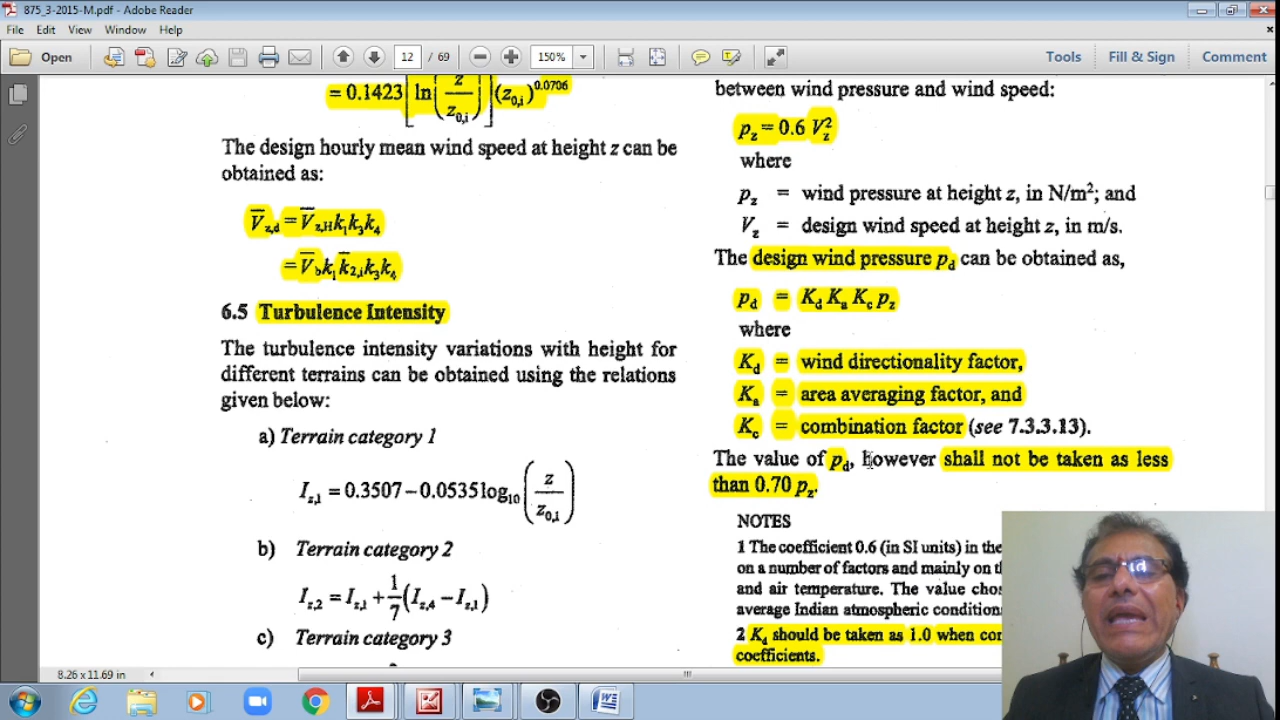 875_3-2015-M.pdf - Adobe Reader
File Edit View Window Help
Open 12 / 69 150% Tools Fill & Sign Comment
= 0.1423 [ln(z/z0,i)](z0,i)^0.0706
The design hourly mean wind speed at height z can be
obtained as:
V̅z,d = V̅z,H k1 k3 k4
= V̅b k1 k̅2,i k3 k4
6.5 Turbulence Intensity
The turbulence intensity variations with height for
different terrains can be obtained using the relations
given below:
a) Terrain category 1
Iz,1 = 0.3507 – 0.0535 log10 (z/z0,i)
b) Terrain category 2
Iz,2 = Iz,1 + 1/7 (Iz,4 – Iz,1)
c) Terrain category 3
between wind pressure and wind speed:
pz = 0.6 Vz²
where
pz = wind pressure at height z, in N/m²; and
Vz = design wind speed at height z, in m/s.
The design wind pressure pd can be obtained as,
pd = Kd Ka Kc pz
where
Kd = wind directionality factor,
Ka = area averaging factor, and
Kc = combination factor (see 7.3.3.13).
The value of pd, however shall not be taken as less
than 0.70 pz.
NOTES
1 The coefficient 0.6 (in SI units) in the
on a number of factors and mainly on
and air temperature. The value
average Indian atmospheric
2 Kd should be taken as 1.0 when
coefficients.
8.26 x 11.69 in